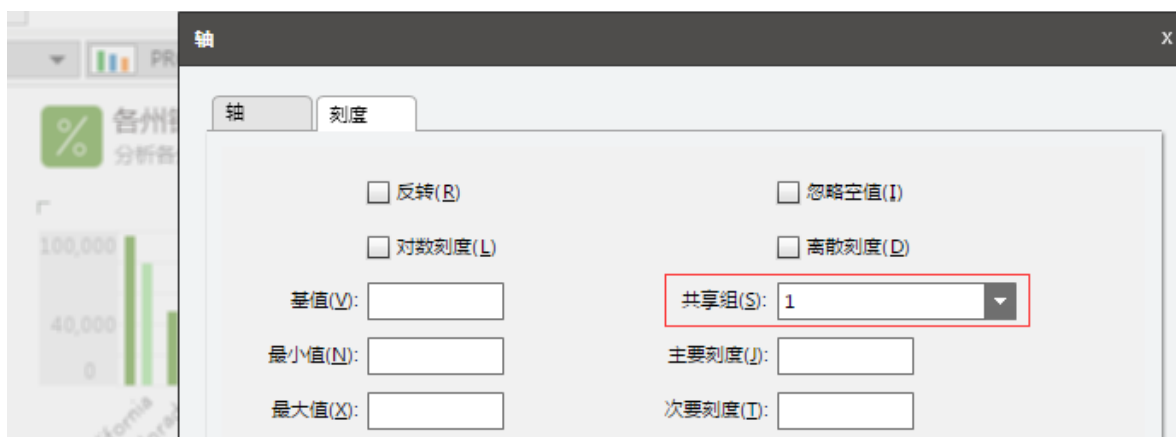 轴
x
PR
轴
刻度
各州
分析各
反转(R)
忽略空值(I)
100,000
对数刻度(L)
离散刻度(D)
基值(V):
共享组(S): 1
40,000
最小值(N):
主要刻度(J):
0
最大值(X):
次要刻度(T):